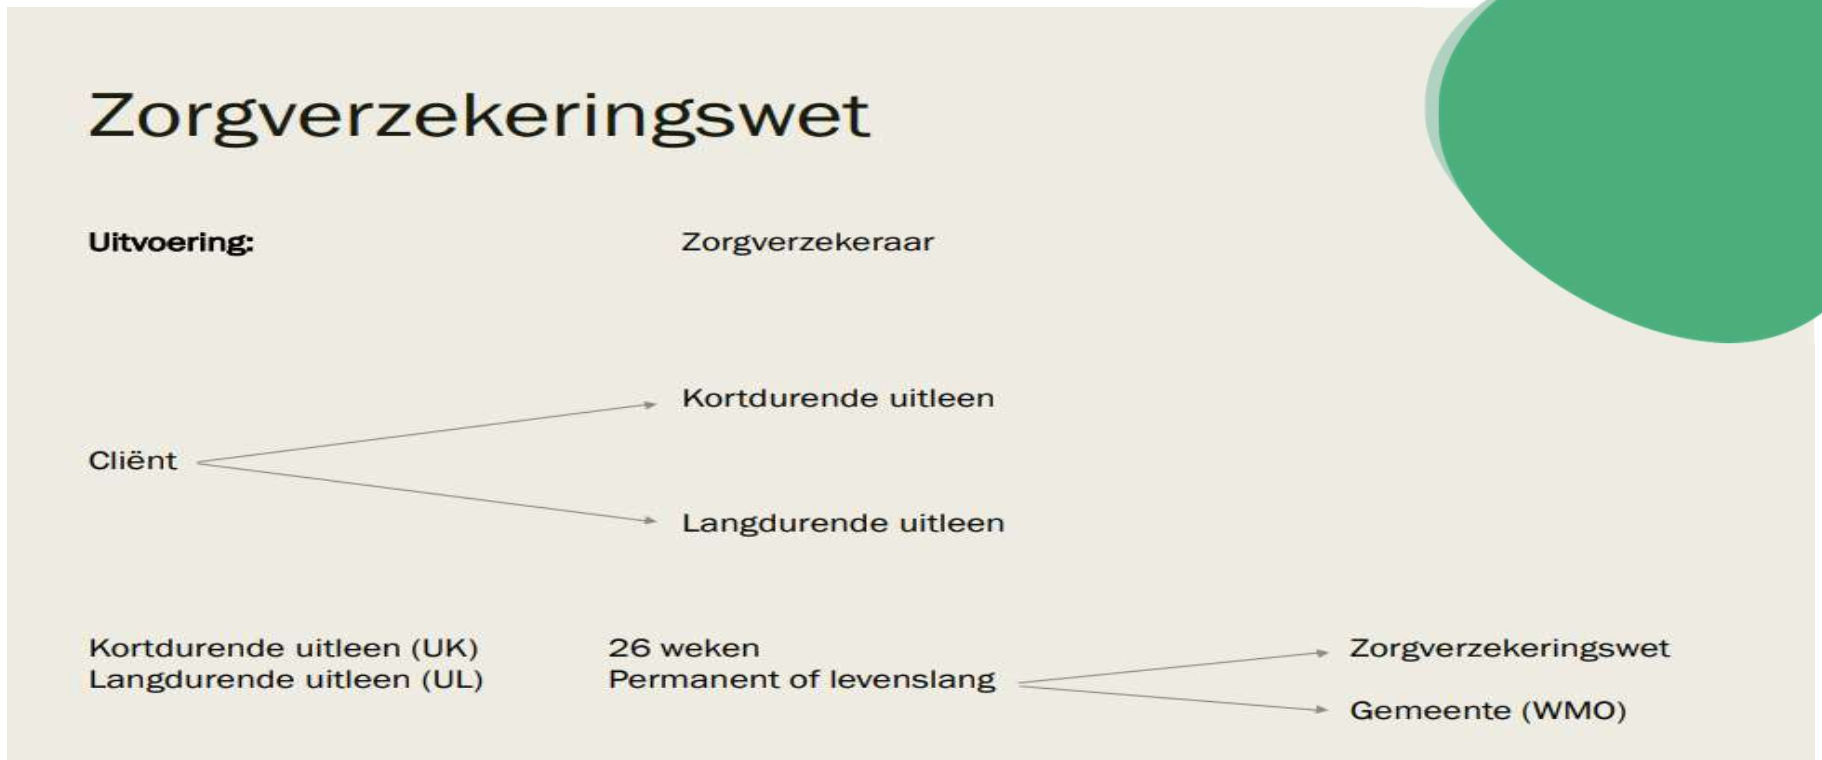 Zorgverzekeringswet
Uitvoering: Zorgverzekeraar
Kortdurende uitleen
Cliënt
Langdurende uitleen
Kortdurende uitleen (UK) 26 weken Zorgverzekeringswet
Langdurende uitleen (UL) Permanent of levenslang
Gemeente (WMO)